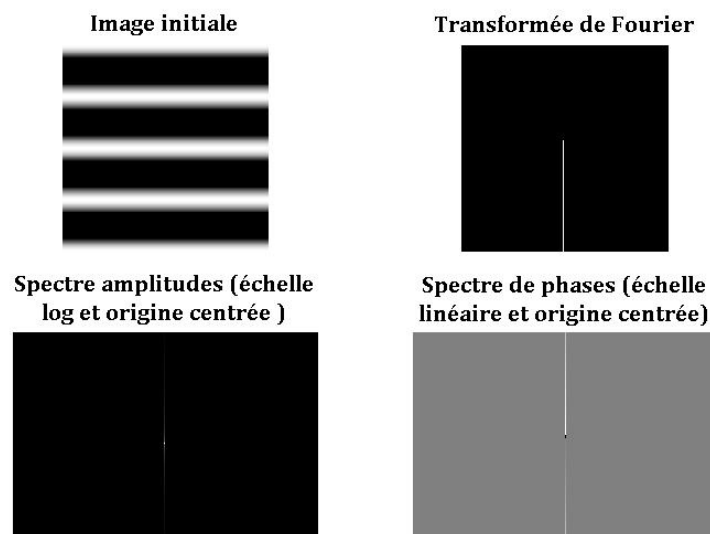 Image initiale
Transformée de Fourier
Spectre amplitudes (échelle
log et origine centrée )
Spectre de phases (échelle
linéaire et origine centrée)